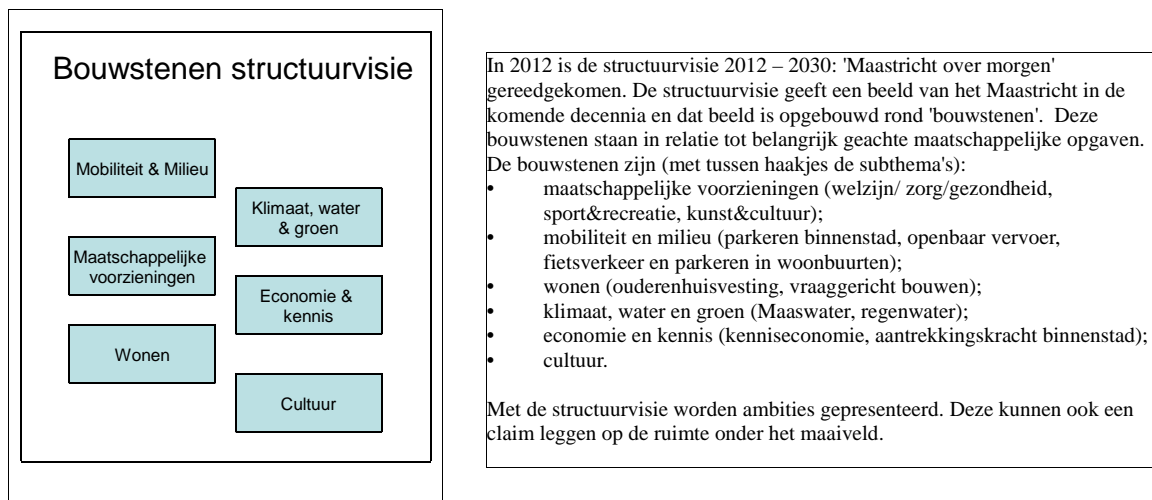 Bouwstenen structuurvisie
Mobiliteit & Milieu
Klimaat, water
& groen
Maatschappelijke
voorzieningen
Economie &
kennis
Wonen
Cultuur
In 2012 is de structuurvisie 2012 – 2030: 'Maastricht over morgen'
gereedgekomen. De structuurvisie geeft een beeld van het Maastricht in de
komende decennia en dat beeld is opgebouwd rond 'bouwstenen'.  Deze
bouwstenen staan in relatie tot belangrijk geachte maatschappelijke opgaven.
De bouwstenen zijn (met tussen haakjes de subthema's):
• maatschappelijke voorzieningen (welzijn/ zorg/gezondheid,
sport&recreatie, kunst&cultuur);
• mobiliteit en milieu (parkeren binnenstad, openbaar vervoer,
fietsverkeer en parkeren in woonbuurten);
• wonen (ouderenhuisvesting, vraaggericht bouwen);
• klimaat, water en groen (Maaswater, regenwater);
• economie en kennis (kenniseconomie, aantrekkingskracht binnenstad);
• cultuur.
Met de structuurvisie worden ambities gepresenteerd. Deze kunnen ook een
claim leggen op de ruimte onder het maaiveld.